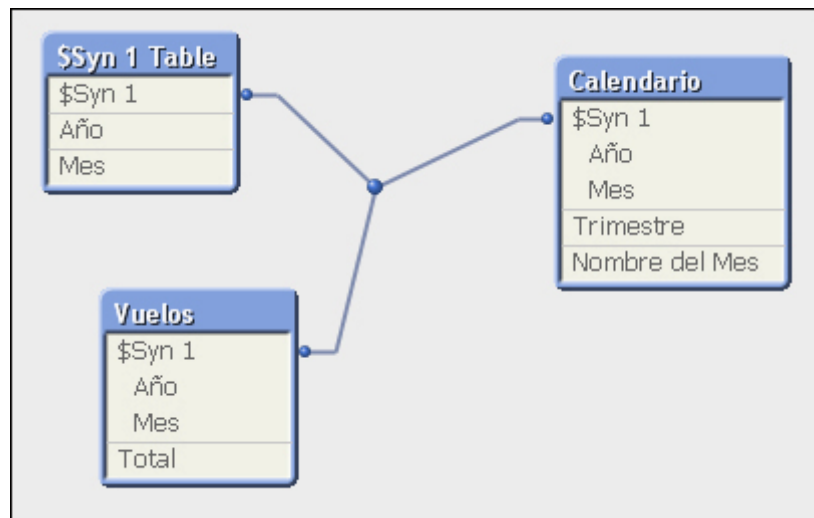 $Syn 1 Table
$Syn 1
Año
Mes
Calendario
$Syn 1
Año
Mes
Trimestre
Nombre del Mes
Vuelos
$Syn 1
Año
Mes
Total